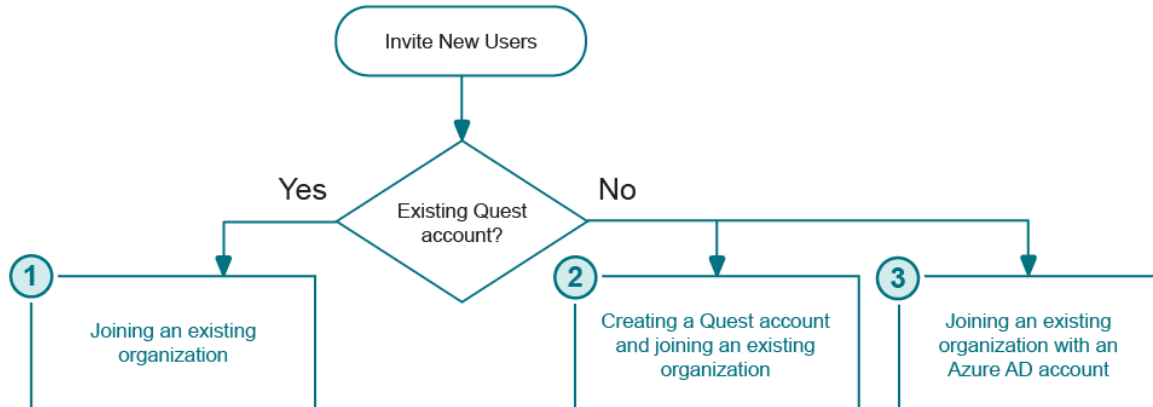 Invite New Users
Yes
No
Existing Quest
account?
1
Joining an existing
organization
2
Creating a Quest account
and joining an existing
organization
3
Joining an existing
organization with an
Azure AD account